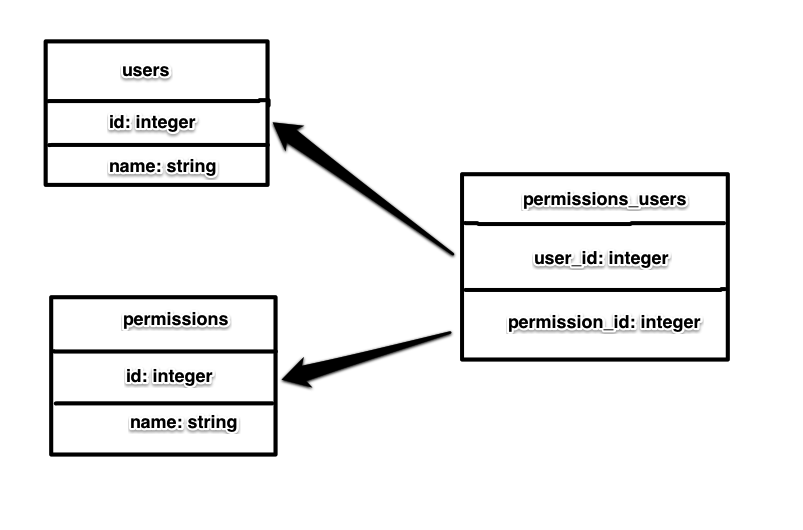 users
id: integer
name: string
permissions_users
user_id: integer
permission_id: integer
permissions
id: integer
name: string